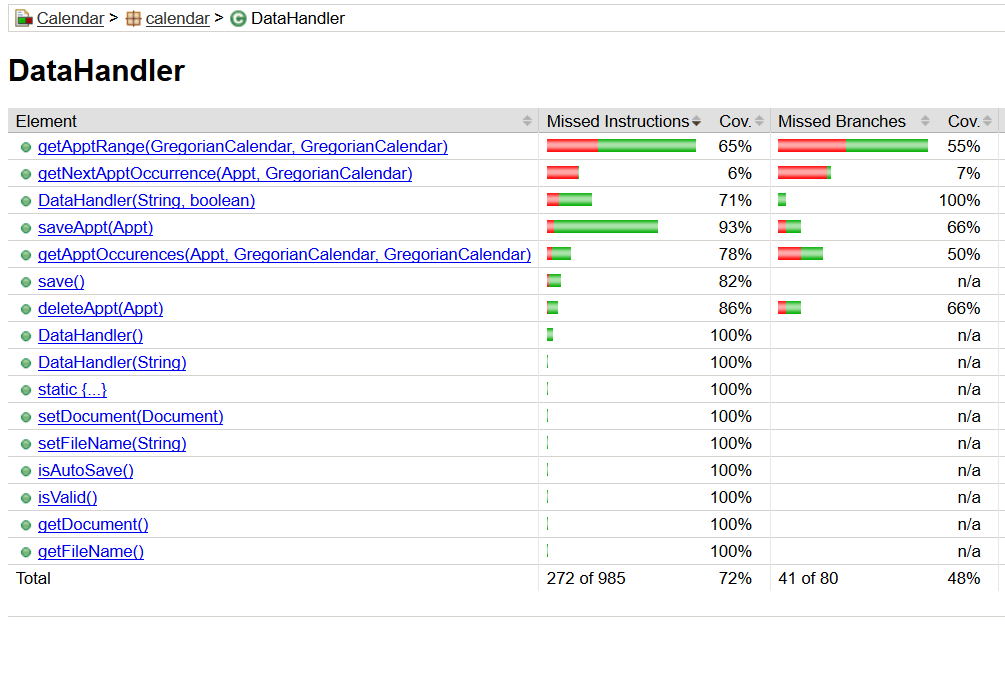 Calendar > calendar > DataHandler
DataHandler
Element Missed Instructions Cov. Missed Branches Cov.
getApptRange(GregorianCalendar, GregorianCalendar) 65% 55%
getNextApptOccurrence(Appt, GregorianCalendar) 6% 7%
DataHandler(String, boolean) 71% 100%
saveAppt(Appt) 93% 66%
getApptOccurences(Appt, GregorianCalendar, GregorianCalendar) 78% 50%
save() 82% n/a
deleteAppt(Appt) 86% 66%
DataHandler() 100% n/a
DataHandler(String) 100% n/a
static {...} 100% n/a
setDocument(Document) 100% n/a
setFileName(String) 100% n/a
isAutoSave() 100% n/a
isValid() 100% n/a
getDocument() 100% n/a
getFileName() 100% n/a
Total 272 of 985 72% 41 of 80 48%